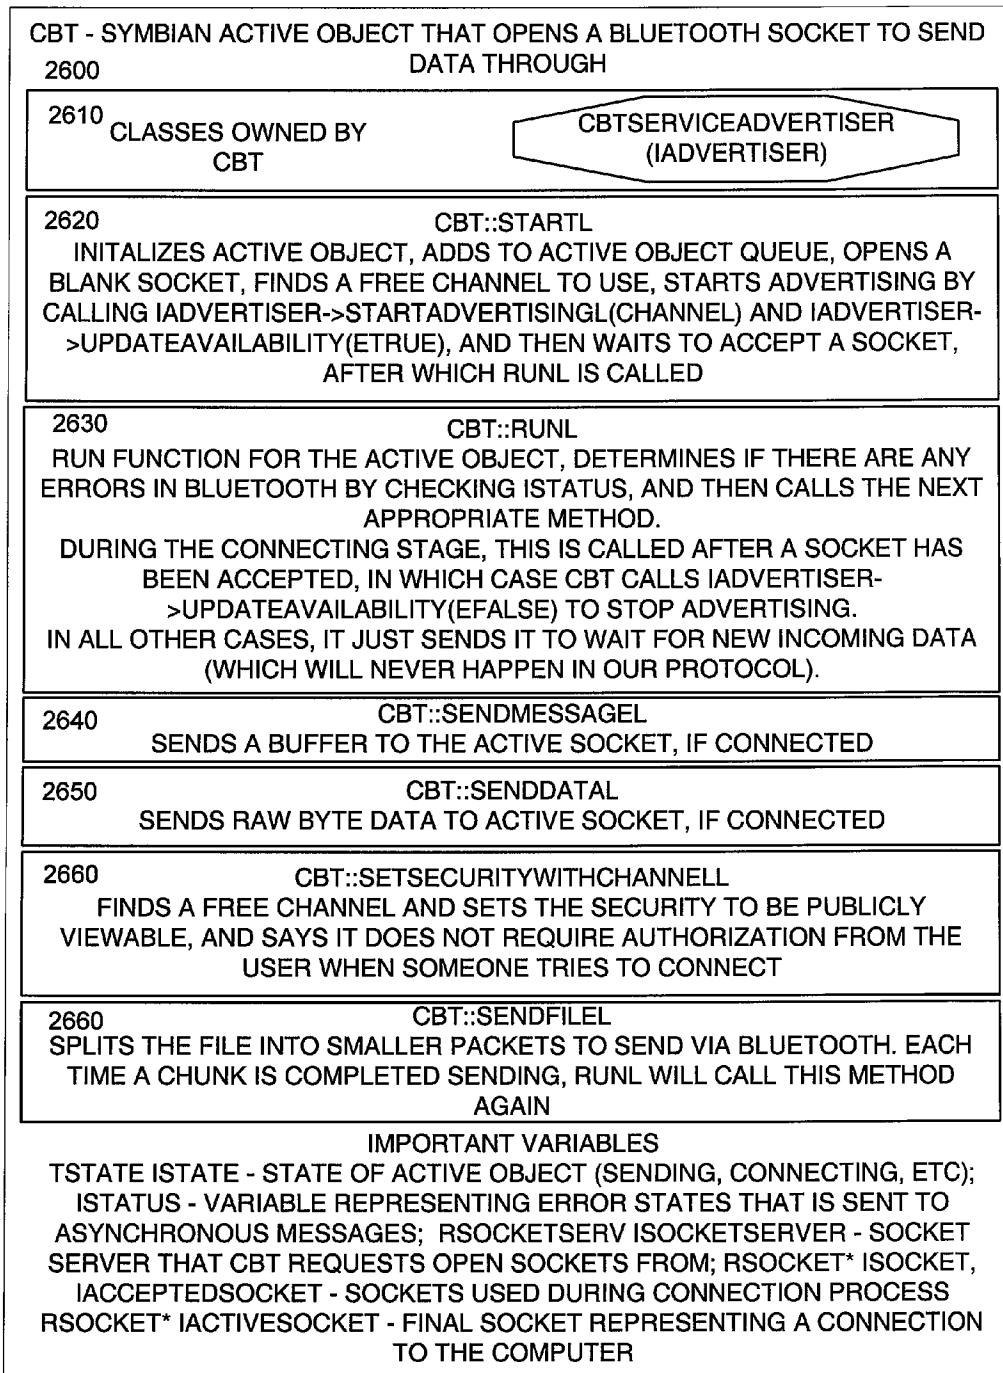 CBT - SYMBIAN ACTIVE OBJECT THAT OPENS A BLUETOOTH SOCKET TO SEND
2600 DATA THROUGH
2610 CLASSES OWNED BY
CBT
CBTSERVICEADVERTISER
(IADVERTISER)
2620 CBT::STARTL
INITALIZES ACTIVE OBJECT, ADDS TO ACTIVE OBJECT QUEUE, OPENS A
BLANK SOCKET, FINDS A FREE CHANNEL TO USE, STARTS ADVERTISING BY
CALLING IADVERTISER->STARTADVERTISINGL(CHANNEL) AND IADVERTISER-
>UPDATEAVAILABILITY(ETRUE), AND THEN WAITS TO ACCEPT A SOCKET,
AFTER WHICH RUNL IS CALLED
2630 CBT::RUNL
RUN FUNCTION FOR THE ACTIVE OBJECT, DETERMINES IF THERE ARE ANY
ERRORS IN BLUETOOTH BY CHECKING ISTATUS, AND THEN CALLS THE NEXT
APPROPRIATE METHOD.
DURING THE CONNECTING STAGE, THIS IS CALLED AFTER A SOCKET HAS
BEEN ACCEPTED, IN WHICH CASE CBT CALLS IADVERTISER-
>UPDATEAVAILABILITY(EFALSE) TO STOP ADVERTISING.
IN ALL OTHER CASES, IT JUST SENDS IT TO WAIT FOR NEW INCOMING DATA
(WHICH WILL NEVER HAPPEN IN OUR PROTOCOL).
2640 CBT::SENDMESSAGEL
SENDS A BUFFER TO THE ACTIVE SOCKET, IF CONNECTED
2650 CBT::SENDDATAL
SENDS RAW BYTE DATA TO ACTIVE SOCKET, IF CONNECTED
2660 CBT::SETSECURITYWITHCHANNELL
FINDS A FREE CHANNEL AND SETS THE SECURITY TO BE PUBLICLY
VIEWABLE, AND SAYS IT DOES NOT REQUIRE AUTHORIZATION FROM THE
USER WHEN SOMEONE TRIES TO CONNECT
2660 CBT::SENDFILEL
SPLITS THE FILE INTO SMALLER PACKETS TO SEND VIA BLUETOOTH. EACH
TIME A CHUNK IS COMPLETED SENDING, RUNL WILL CALL THIS METHOD
AGAIN
IMPORTANT VARIABLES
TSTATE ISTATE - STATE OF ACTIVE OBJECT (SENDING, CONNECTING, ETC);
ISTATUS - VARIABLE REPRESENTING ERROR STATES THAT IS SENT TO
ASYNCHRONOUS MESSAGES; RSOCKETSERV ISOCKETSERVER - SOCKET
SERVER THAT CBT REQUESTS OPEN SOCKETS FROM; RSOCKET* ISOCKET,
IACCEPTEDSOCKET - SOCKETS USED DURING CONNECTION PROCESS
RSOCKET* IACTIVESOCKET - FINAL SOCKET REPRESENTING A CONNECTION
TO THE COMPUTER